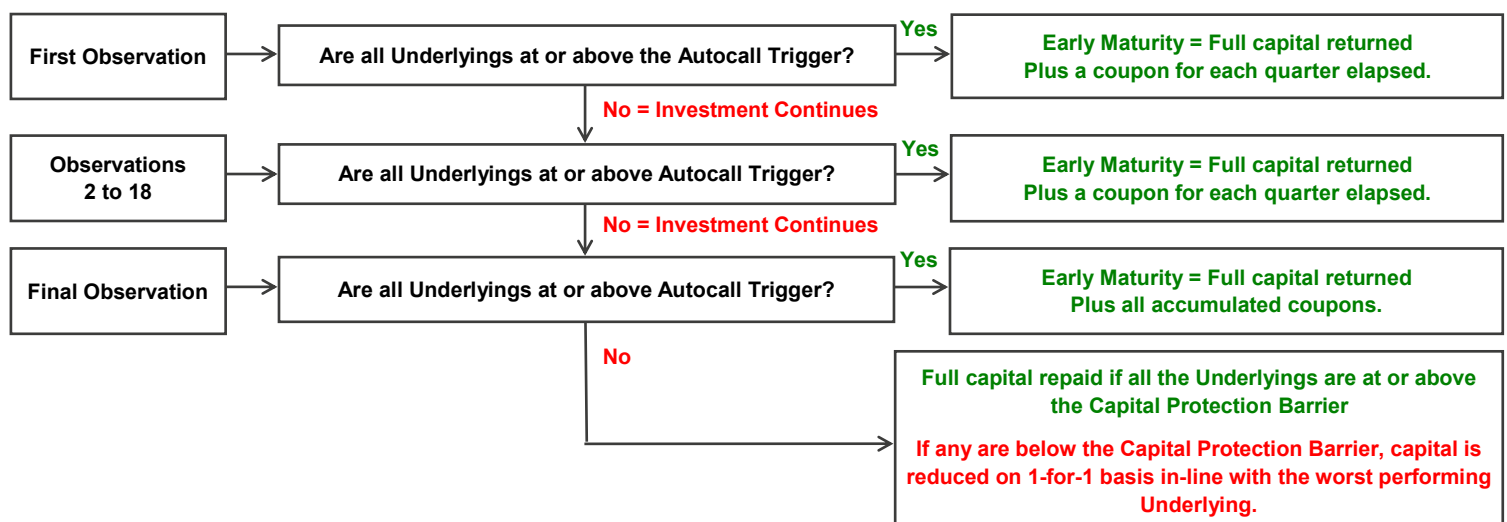 First Observation
Are all Underlyings at or above the Autocall Trigger?
Yes
Early Maturity = Full capital returned
Plus a coupon for each quarter elapsed.
No = Investment Continues
Observations
2 to 18
Are all Underlyings at or above Autocall Trigger?
Yes
Early Maturity = Full capital returned
Plus a coupon for each quarter elapsed.
No = Investment Continues
Final Observation
Are all Underlyings at or above Autocall Trigger?
Yes
Early Maturity = Full capital returned
Plus all accumulated coupons.
No
Full capital repaid if all the Underlyings are at or above
the Capital Protection Barrier
If any are below the Capital Protection Barrier, capital is
reduced on 1-for-1 basis in-line with the worst performing
Underlying.